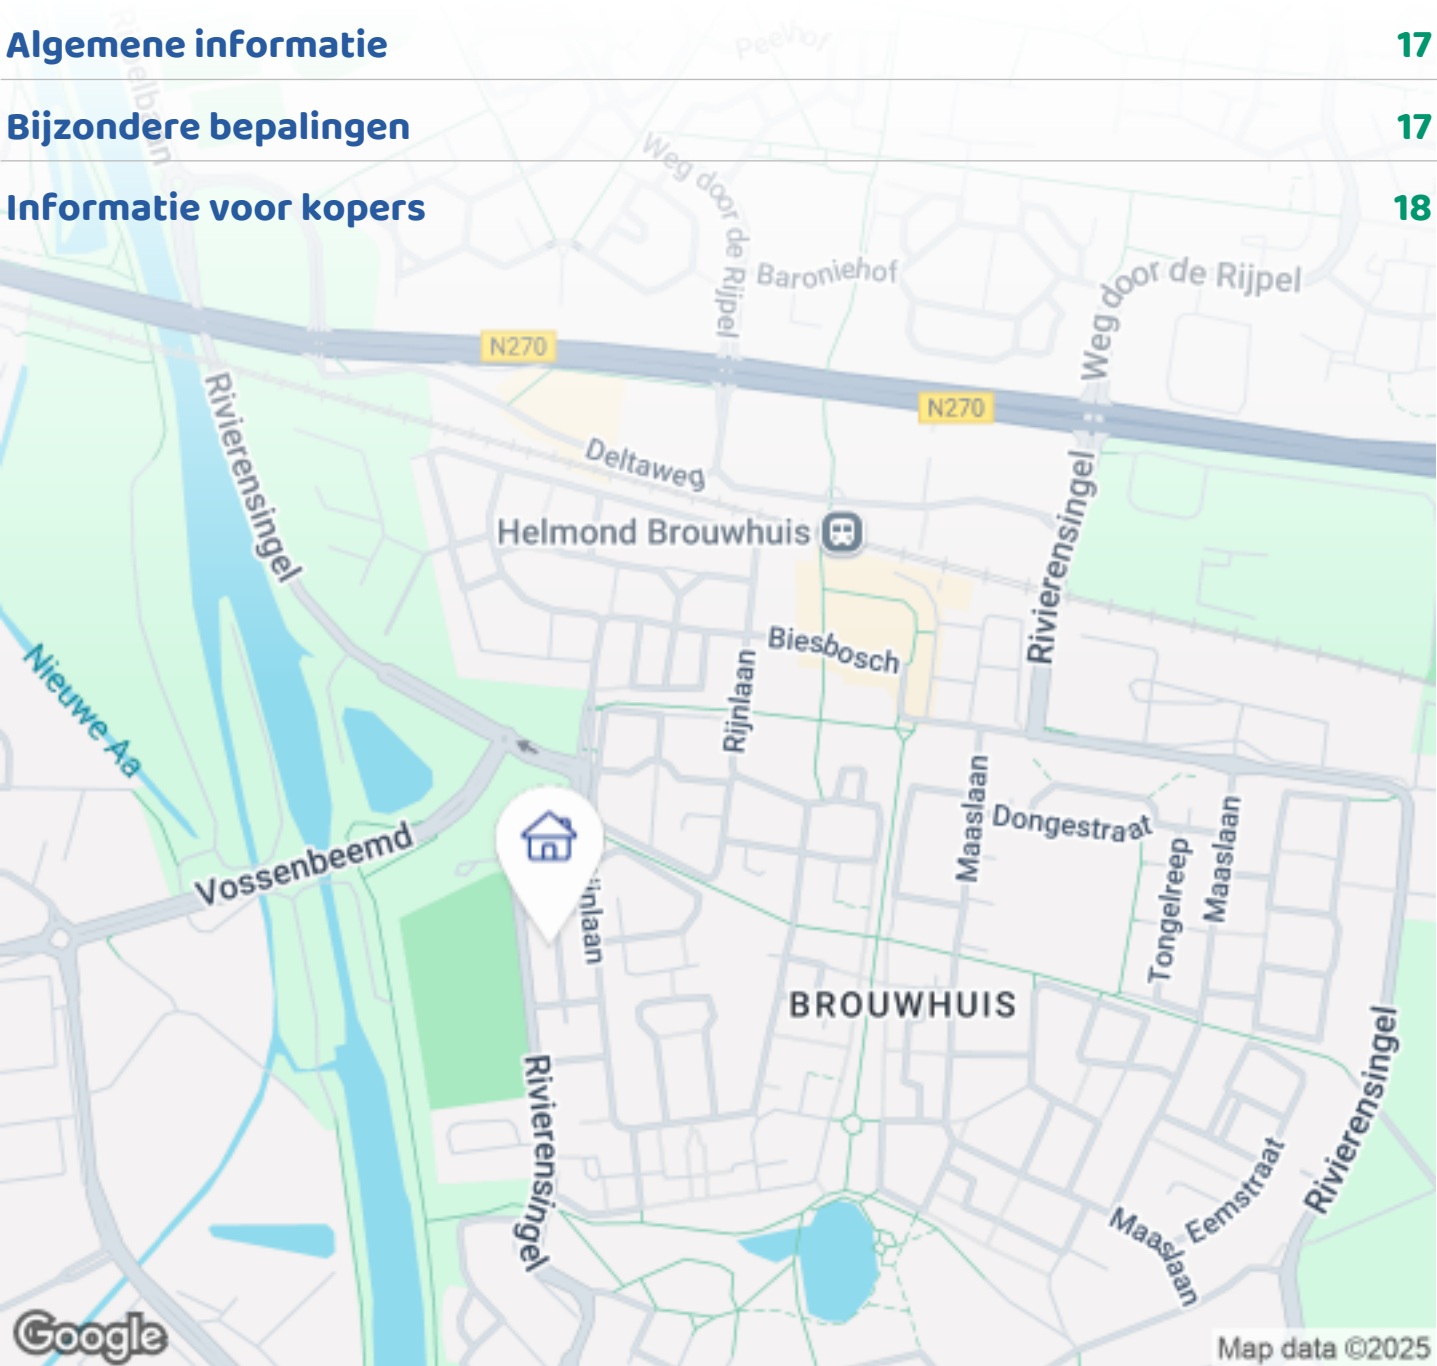 Algemene informatie 17
Bijzondere bepalingen 17
Informatie voor kopers 18
Peelhof
Weg door de Rijpel
Baroniehof
Weg door de Rijpel
N270
N270
Rivierensingel
Deltaweg
Rivierensingel
Helmond Brouwhuis
Biesbosch
Nieuwe Aa
Rijnlaan
Maaslaan
Dongestraat
Maaslaan
Tongelreep
Vossenbeemd
BROUWHUIS
Rivierensingel
Rivierensingel
Eemstraat
Maaslaan
Google
Map data ©2025